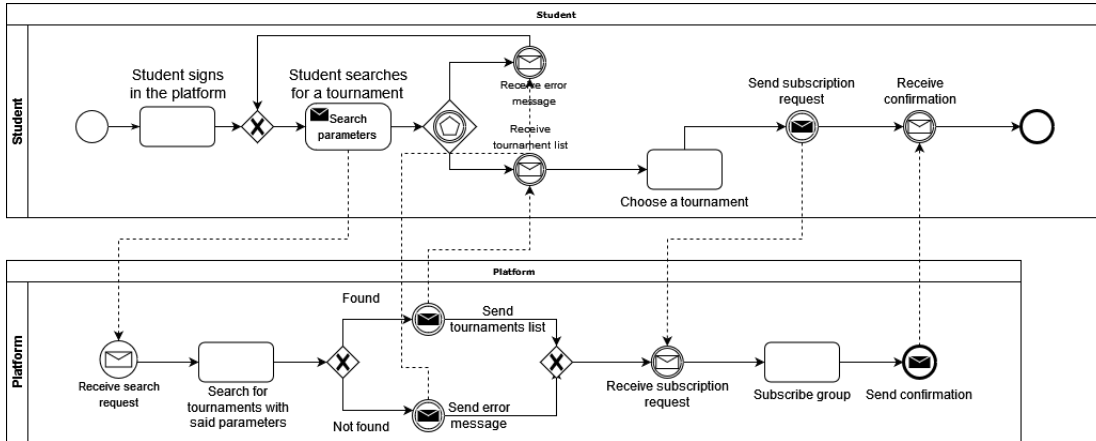 Student
Student
Student signs
in the platform
Student searches
for a tournament
Search
parameters
Receive error
message
Receive
tournament list
Choose a tournament
Send subscription
request
Receive
confirmation
Platform
Platform
Receive search
request
Search for
tournaments with
said parameters
Found
Not found
Send
tournaments list
Send error
message
Receive subscription
request
Subscribe group
Send confirmation